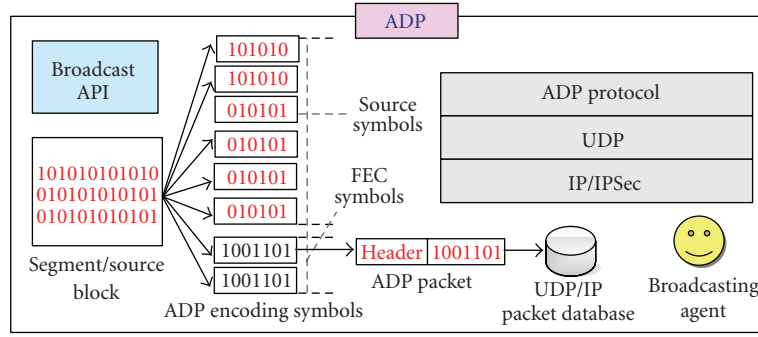 ADP
Broadcast
API
101010
101010
010101
010101
010101
010101
1001101
1001101
101010101010
010101010101
010101010101
Segment/source
block
ADP encoding symbols
Source
symbols
FEC
symbols
Header 1001101
ADP packet
ADP protocol
UDP
IP/IPSec
UDP/IP
packet database
Broadcasting
agent